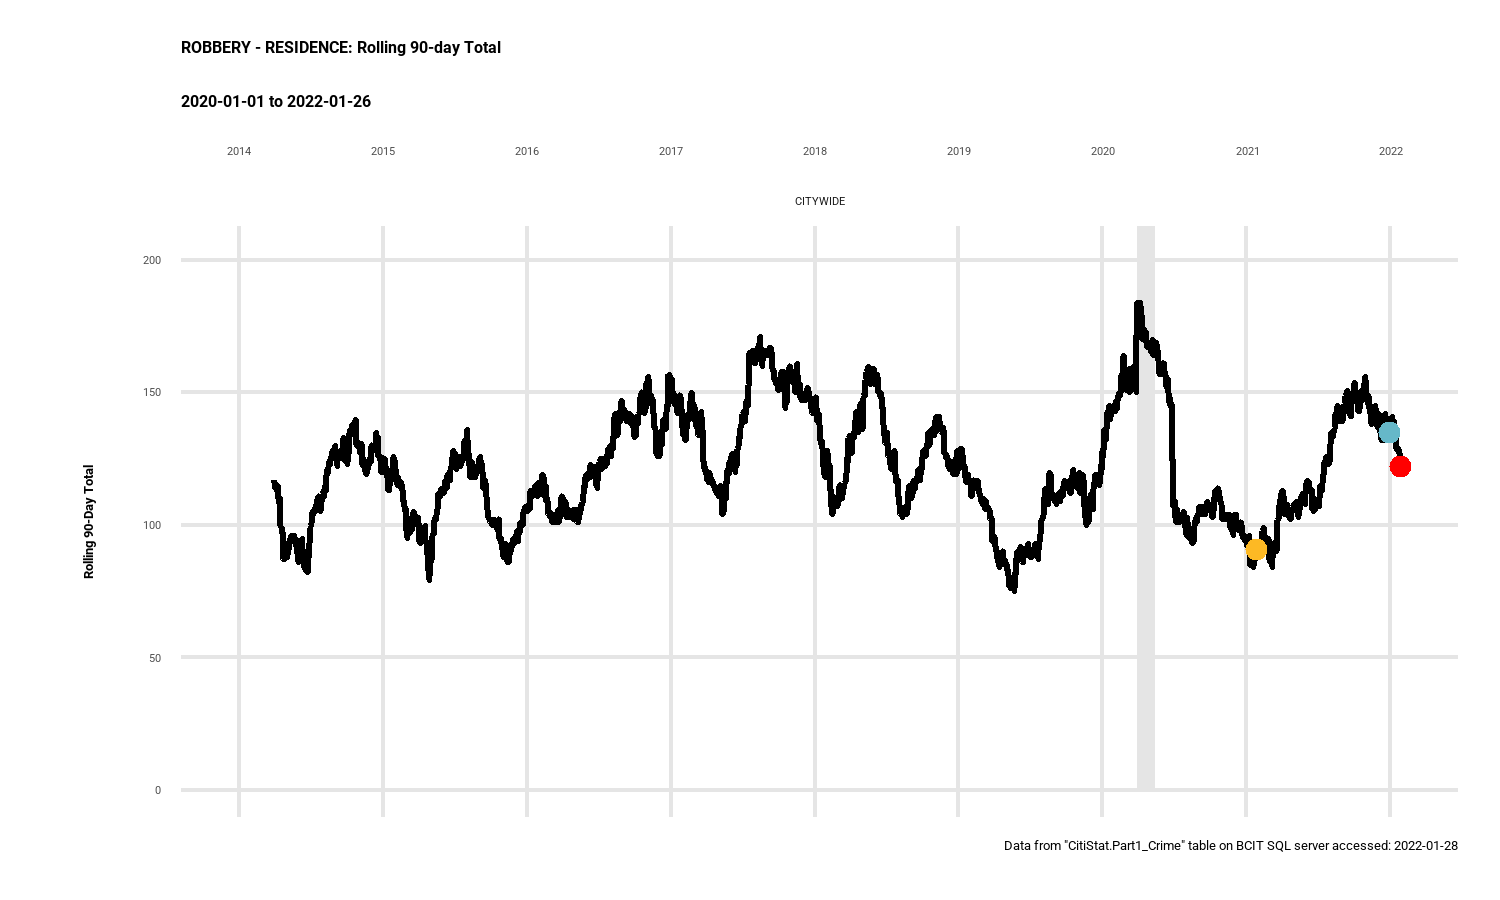 ROBBERY - RESIDENCE: Rolling 90-day Total
2020-01-01 to 2022-01-26
2014 2015 2016 2017 2018 2019 2020 2021 2022
CITYWIDE
200
150
100
50
0
Rolling 90-Day Total
Data from "CitiStat.Part1_Crime" table on BCIT SQL server accessed: 2022-01-28